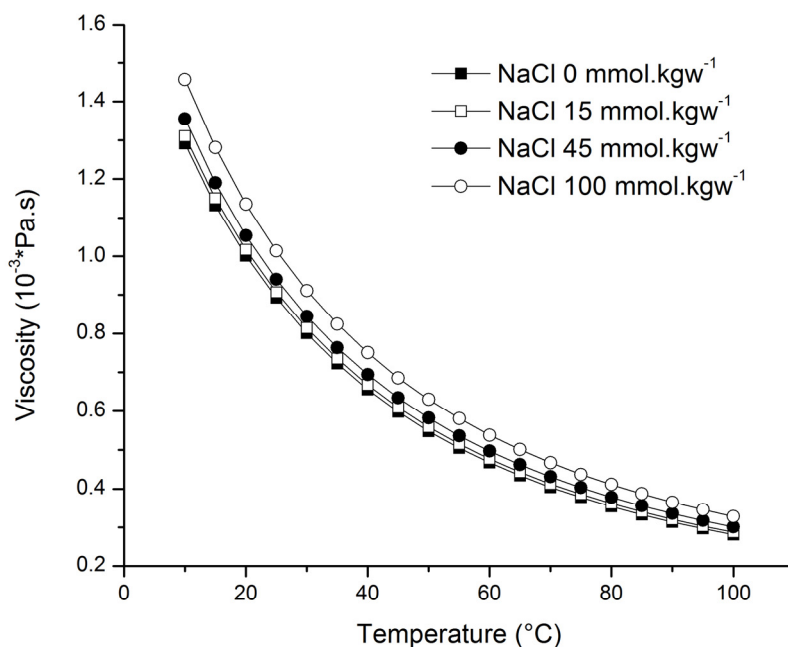 1.6
1.4
1.2
1.0
0.8
0.6
0.4
0.2
Viscosity (10⁻³*Pa.s)
NaCl 0 mmol.kgw⁻¹
NaCl 15 mmol.kgw⁻¹
NaCl 45 mmol.kgw⁻¹
NaCl 100 mmol.kgw⁻¹
0 20 40 60 80 100
Temperature (°C)